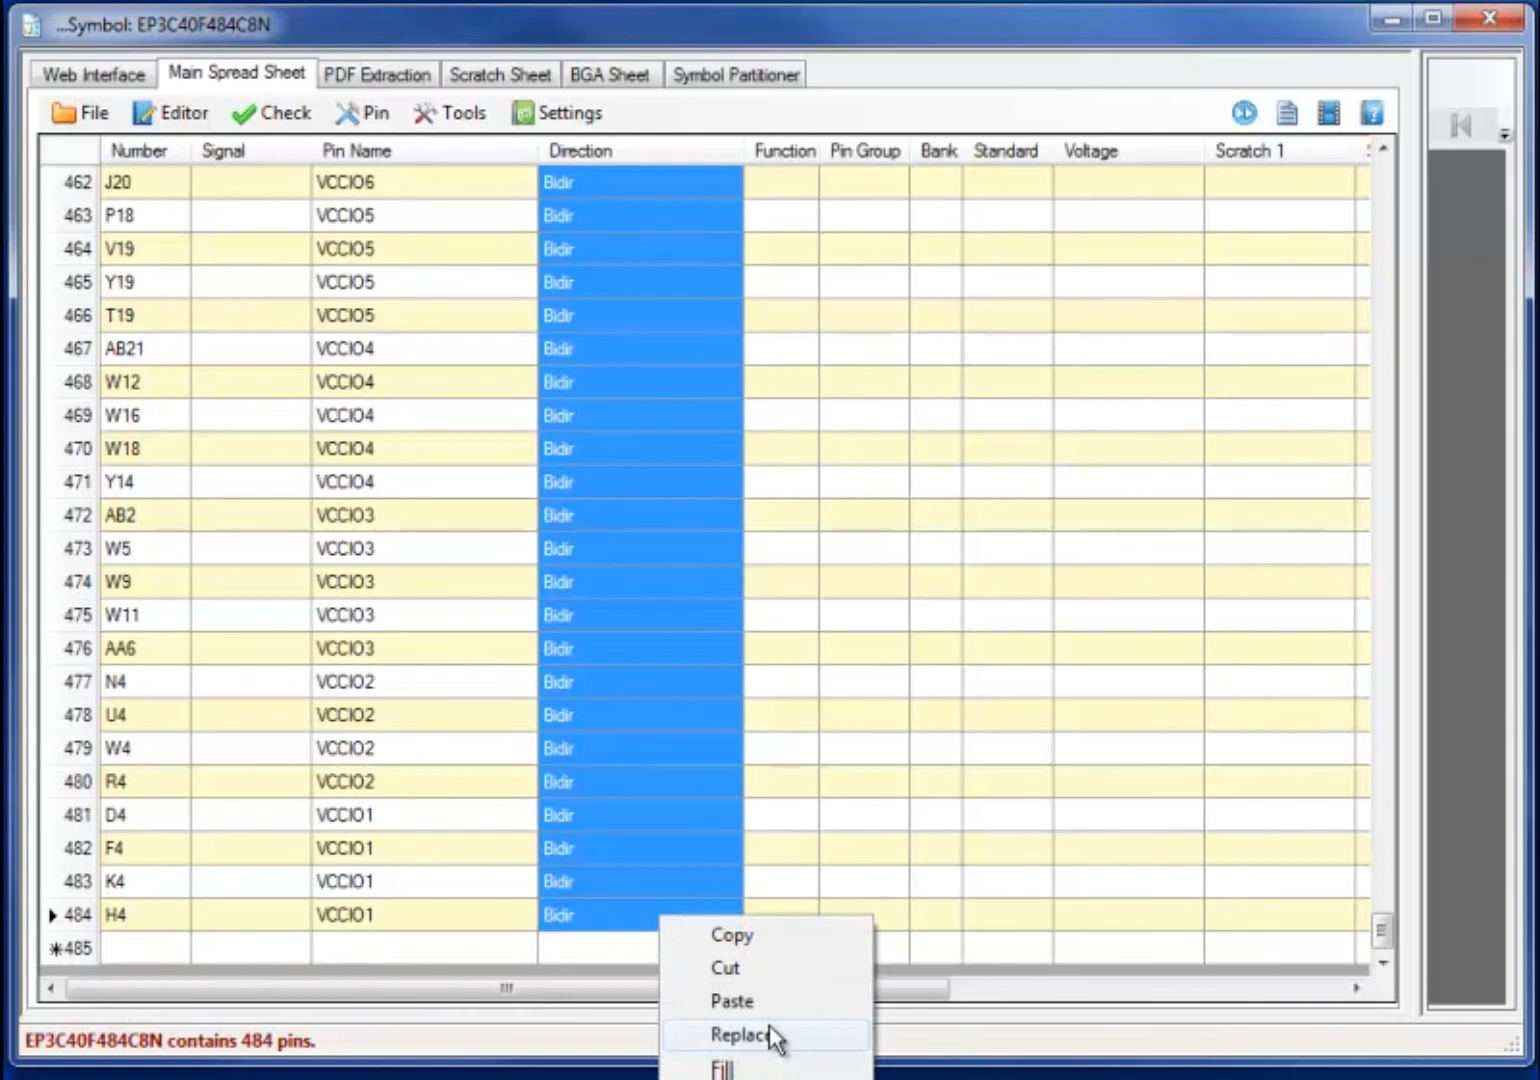 ...Symbol: EP3C40F484C8N
Web Interface Main Spread Sheet PDF Extraction Scratch Sheet BGA Sheet Symbol Partitioner
File Editor Check Pin Tools Settings
Number Signal Pin Name Direction Function Pin Group Bank Standard Voltage Scratch 1
462 J20 VCCIO6 Bidir
463 P18 VCCIO5 Bidir
464 V19 VCCIO5 Bidir
465 Y19 VCCIO5 Bidir
466 T19 VCCIO5 Bidir
467 AB21 VCCIO4 Bidir
468 W12 VCCIO4 Bidir
469 W16 VCCIO4 Bidir
470 W18 VCCIO4 Bidir
471 Y14 VCCIO4 Bidir
472 AB2 VCCIO3 Bidir
473 W5 VCCIO3 Bidir
474 W9 VCCIO3 Bidir
475 W11 VCCIO3 Bidir
476 AA6 VCCIO3 Bidir
477 N4 VCCIO2 Bidir
478 U4 VCCIO2 Bidir
479 W4 VCCIO2 Bidir
480 R4 VCCIO2 Bidir
481 D4 VCCIO1 Bidir
482 F4 VCCIO1 Bidir
483 K4 VCCIO1 Bidir
484 H4 VCCIO1 Bidir
*485
Copy
Cut
Paste
Replace
Fill
EP3C40F484C8N contains 484 pins.